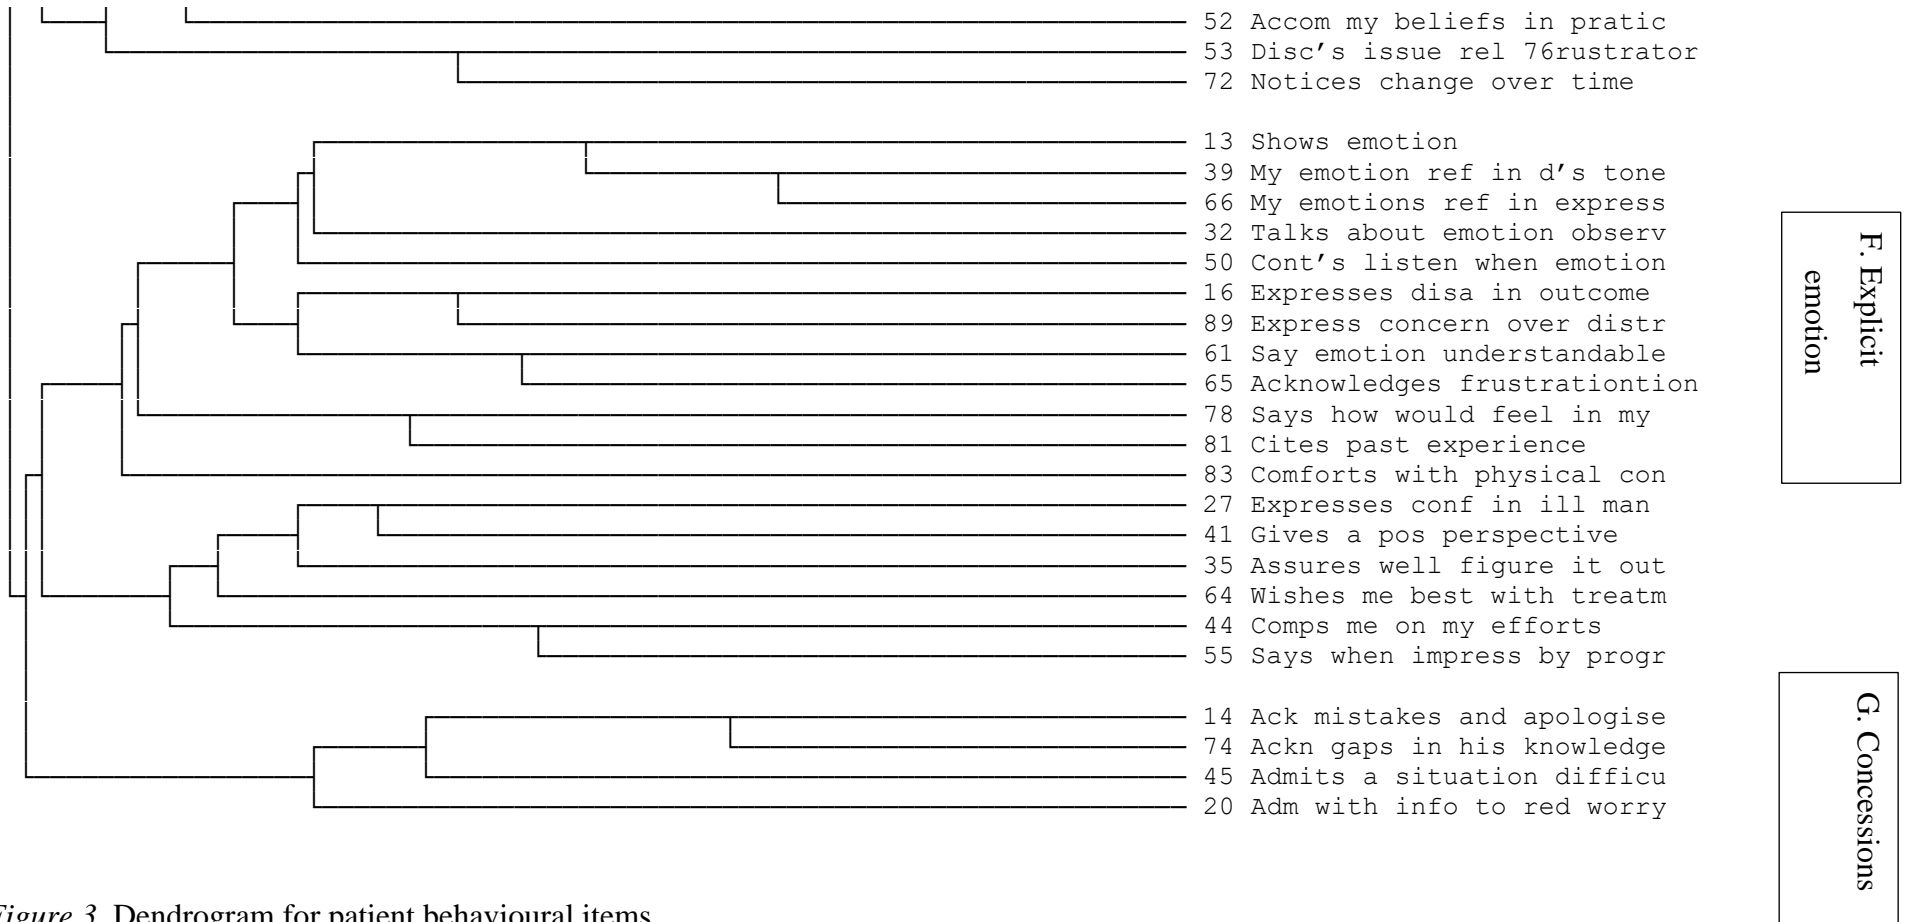 52 Accom my beliefs in pratic
53 Disc’s issue rel 76rustrator
72 Notices change over time
13 Shows emotion
39 My emotion ref in d’s tone
66 My emotions ref in express
32 Talks about emotion observ
50 Cont’s listen when emotion
16 Expresses disa in outcome
89 Express concern over distr
61 Say emotion understandable
65 Acknowledges frustrationtion
78 Says how would feel in my
81 Cites past experience
83 Comforts with physical con
27 Expresses conf in ill man
41 Gives a pos perspective
35 Assures well figure it out
64 Wishes me best with treatm
44 Comps me on my efforts
55 Says when impress by progr
14 Ack mistakes and apologise
74 Ackn gaps in his knowledge
45 Admits a situation difficu
20 Adm with info to red worry
F. Explicit
emotion
G. Concessions
Figure 3. Dendrogram for patient behavioural items